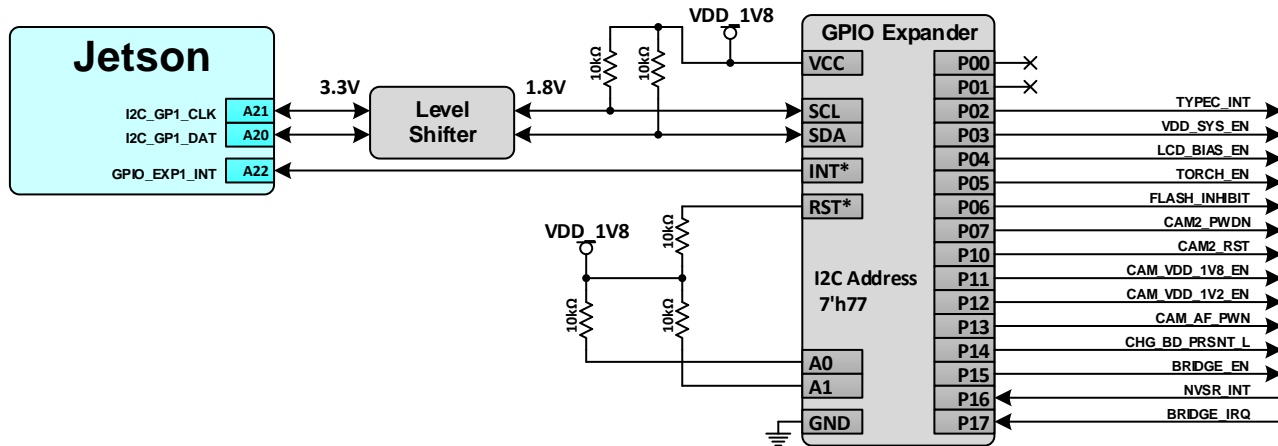 Jetson
I2C_GP1_CLK A21
I2C_GP1_DAT A20
GPIO_EXP1_INT A22
3.3V
Level
Shifter
1.8V
10kΩ
10kΩ
VDD_1V8
VDD_1V8
10kΩ
10kΩ
10kΩ
GPIO Expander
VCC
SCL
SDA
INT*
RST*
I2C Address
7'h77
A0
A1
GND
P00
P01
P02 TYPEC_INT
P03 VDD_SYS_EN
P04 LCD_BIAS_EN
P05 TORCH_EN
P06 FLASH_INHIBIT
P07 CAM2_PWDN
P10 CAM2_RST
P11 CAM_VDD_1V8_EN
P12 CAM_VDD_1V2_EN
P13 CAM_AF_PWN
P14 CHG_BD_PRSNT_L
P15 BRIDGE_EN
P16 NVSR_INT
P17 BRIDGE_IRQ